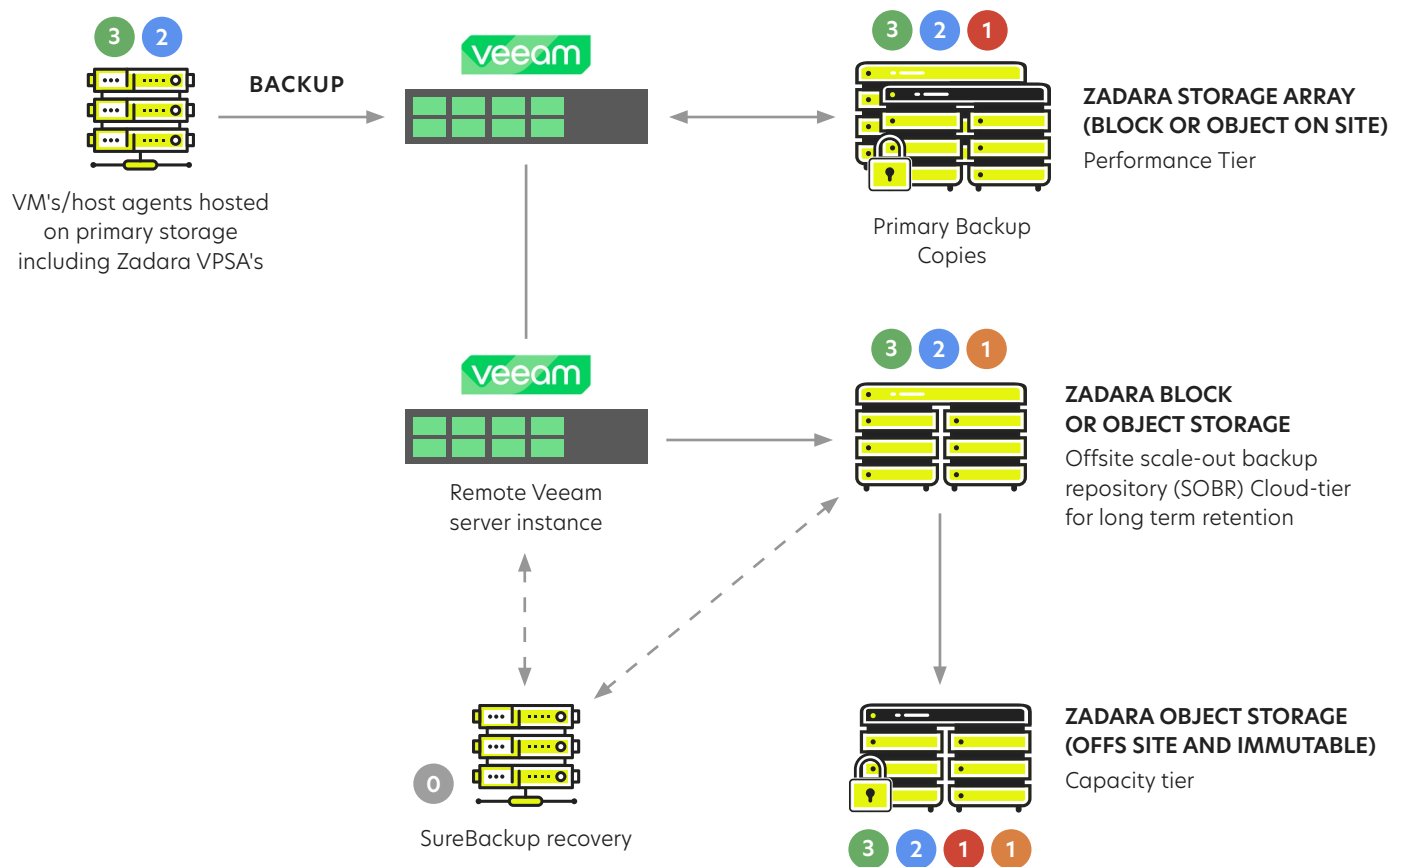 3 2
BACKUP
VM's/host agents hosted
on primary storage
including Zadara VPSA's
veeam
3 2 1
Primary Backup
Copies
ZADARA STORAGE ARRAY
(BLOCK OR OBJECT ON SITE)
Performance Tier
veeam
Remote Veeam
server instance
3 2 1
ZADARA BLOCK
OR OBJECT STORAGE
Offsite scale-out backup
repository (SOBR) Cloud-tier
for long term retention
0
SureBackup recovery
ZADARA OBJECT STORAGE
(OFFS SITE AND IMMUTABLE)
Capacity tier
3 2 1 1